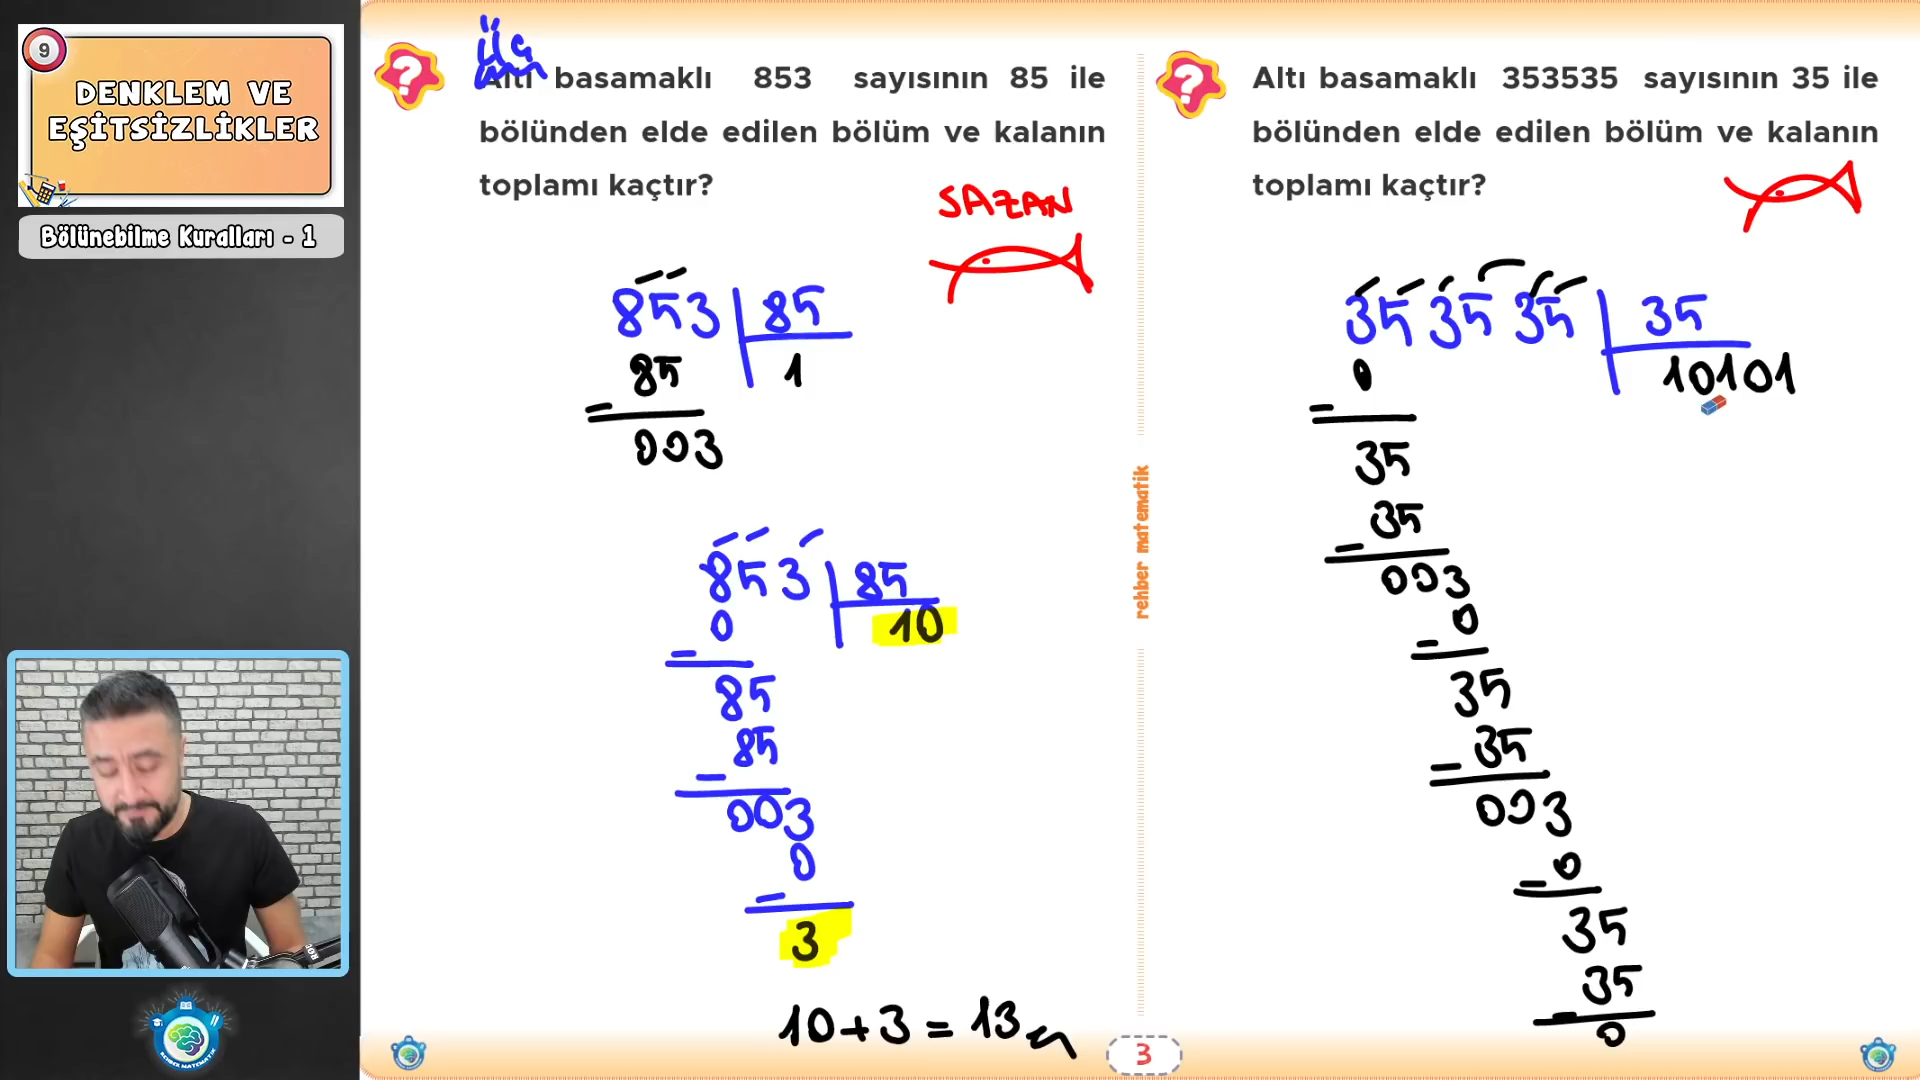 9
DENKLEM VE
EŞİTSİZLİKLER
Bölünebilme Kuralları - 1
Üç
Altı basamaklı 853 sayısının 85 ile
bölünden elde edilen bölüm ve kalanın
toplamı kaçtır?
SAZAN
853 85
85 1
003
853 85
0 10
85
85
003
0
3
10+3=13
rehber matematik
Altı basamaklı 353535 sayısının 35 ile
bölünden elde edilen bölüm ve kalanın
toplamı kaçtır?
353535 35
0 10101
35
35
003
0
35
35
003
0
35
35
0
3
REHBER MATEMATİK